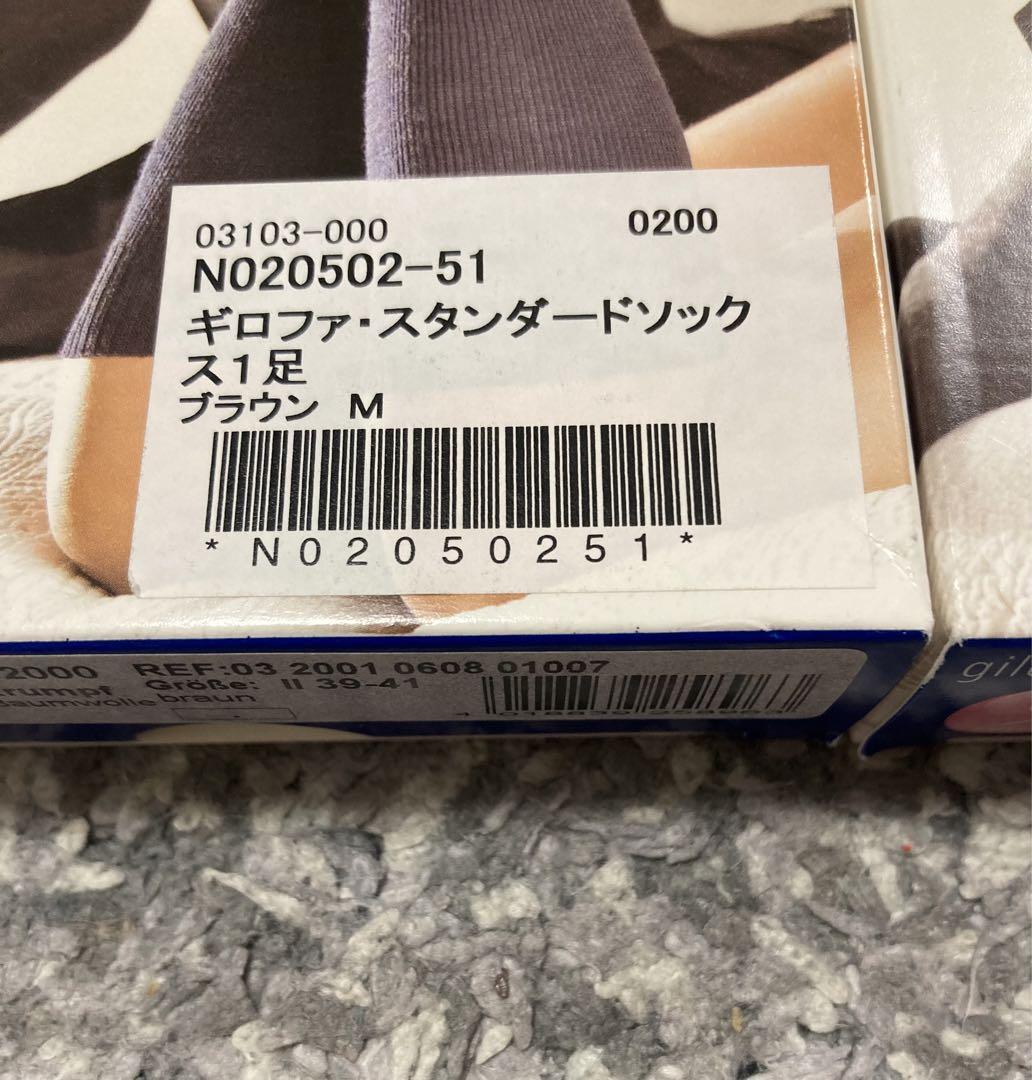 03103-000 0200
N020502-51
ギロファ・スタンダードソック
ス1足
ブラウン M
*N02050251*
2000 REF:03 2001 0608 01007
Größe: II 39-41
braun